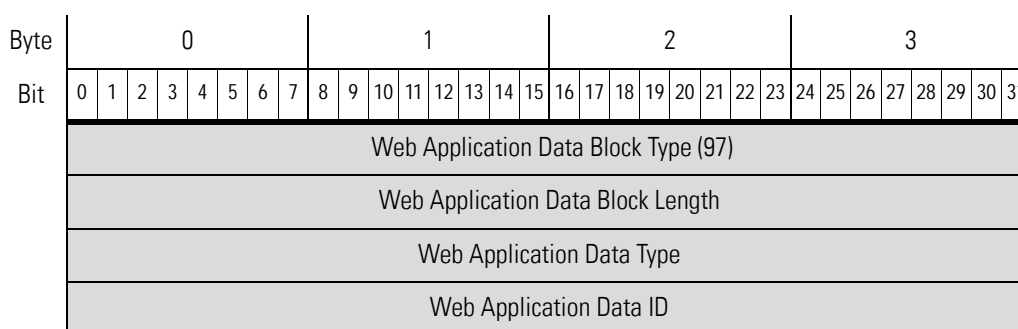 Byte 0 1 2 3
Bit 0 1 2 3 4 5 6 7 8 9 10 11 12 13 14 15 16 17 18 19 20 21 22 23 24 25 26 27 28 29 30 3
Web Application Data Block Type (97)
Web Application Data Block Length
Web Application Data Type
Web Application Data ID